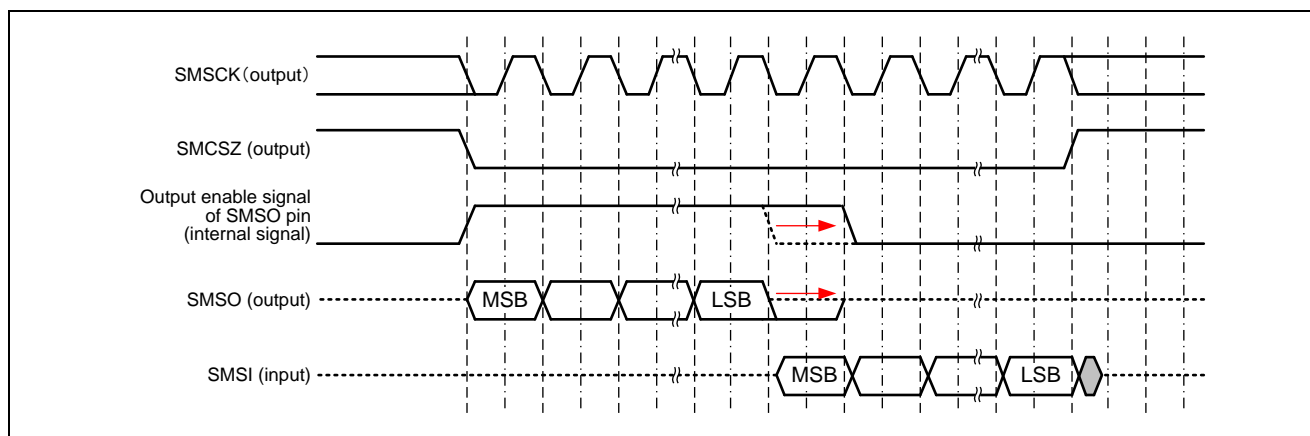 SMSCK（output）
SMCSZ (output)
Output enable signal
of SMSO pin
(internal signal)
SMSO (output)
MSB
LSB
SMSI (input)
MSB
LSB